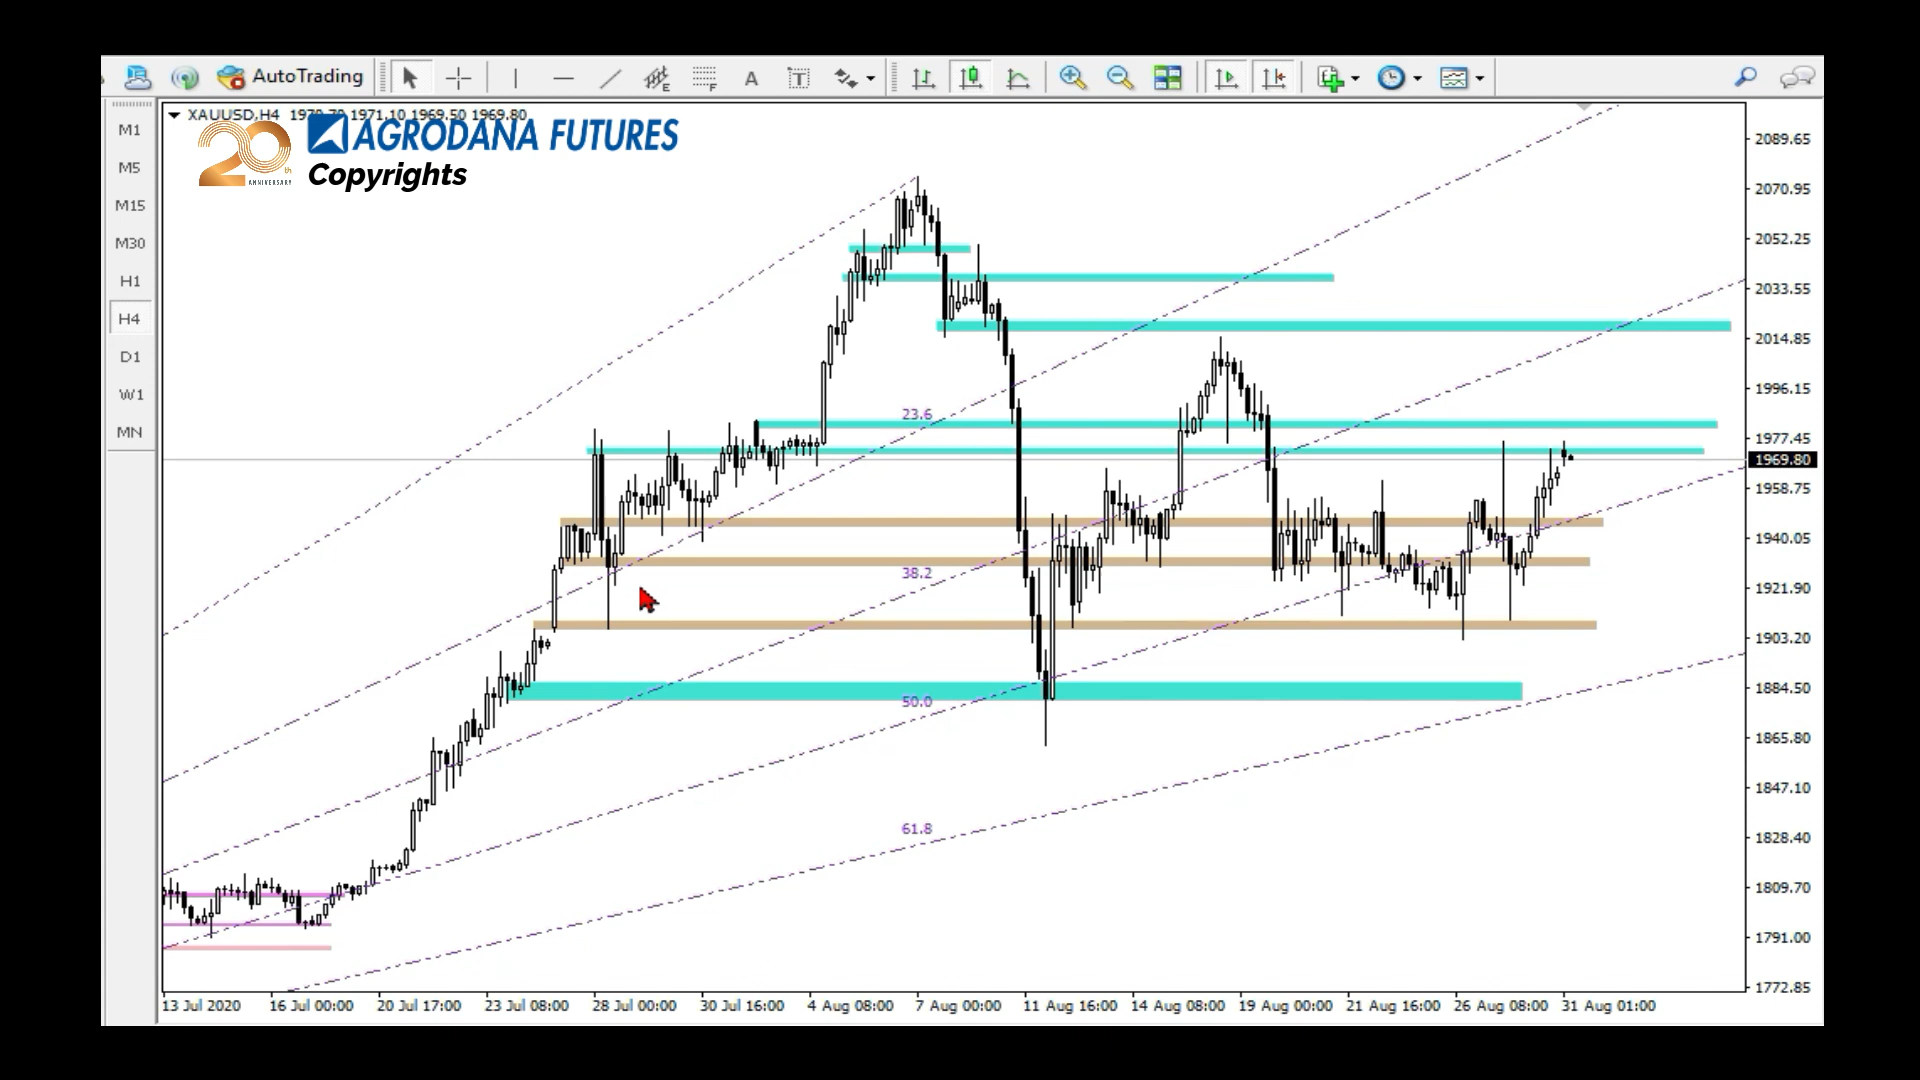 AutoTrading
A
T
E
F
M1
M5
M15
M30
H1
H4
D1
W1
MN
XAUUSD,H4 1971.10 1969.50 1969.80
20th
ANNIVERSARY
AGRODANA FUTURES
Copyrights
23.6
38.2
50.0
61.8
2089.65
2070.95
2052.25
2033.55
2014.85
1996.15
1977.45
1969.80
1958.75
1940.05
1921.90
1903.20
1884.50
1865.80
1847.10
1828.40
1809.70
1791.00
1772.85
13 Jul 2020 16 Jul 00:00 20 Jul 17:00 23 Jul 08:00 28 Jul 00:00 30 Jul 16:00 4 Aug 08:00 7 Aug 00:00 11 Aug 16:00 14 Aug 08:00 19 Aug 00:00 21 Aug 16:00 26 Aug 08:00 31 Aug 01:00